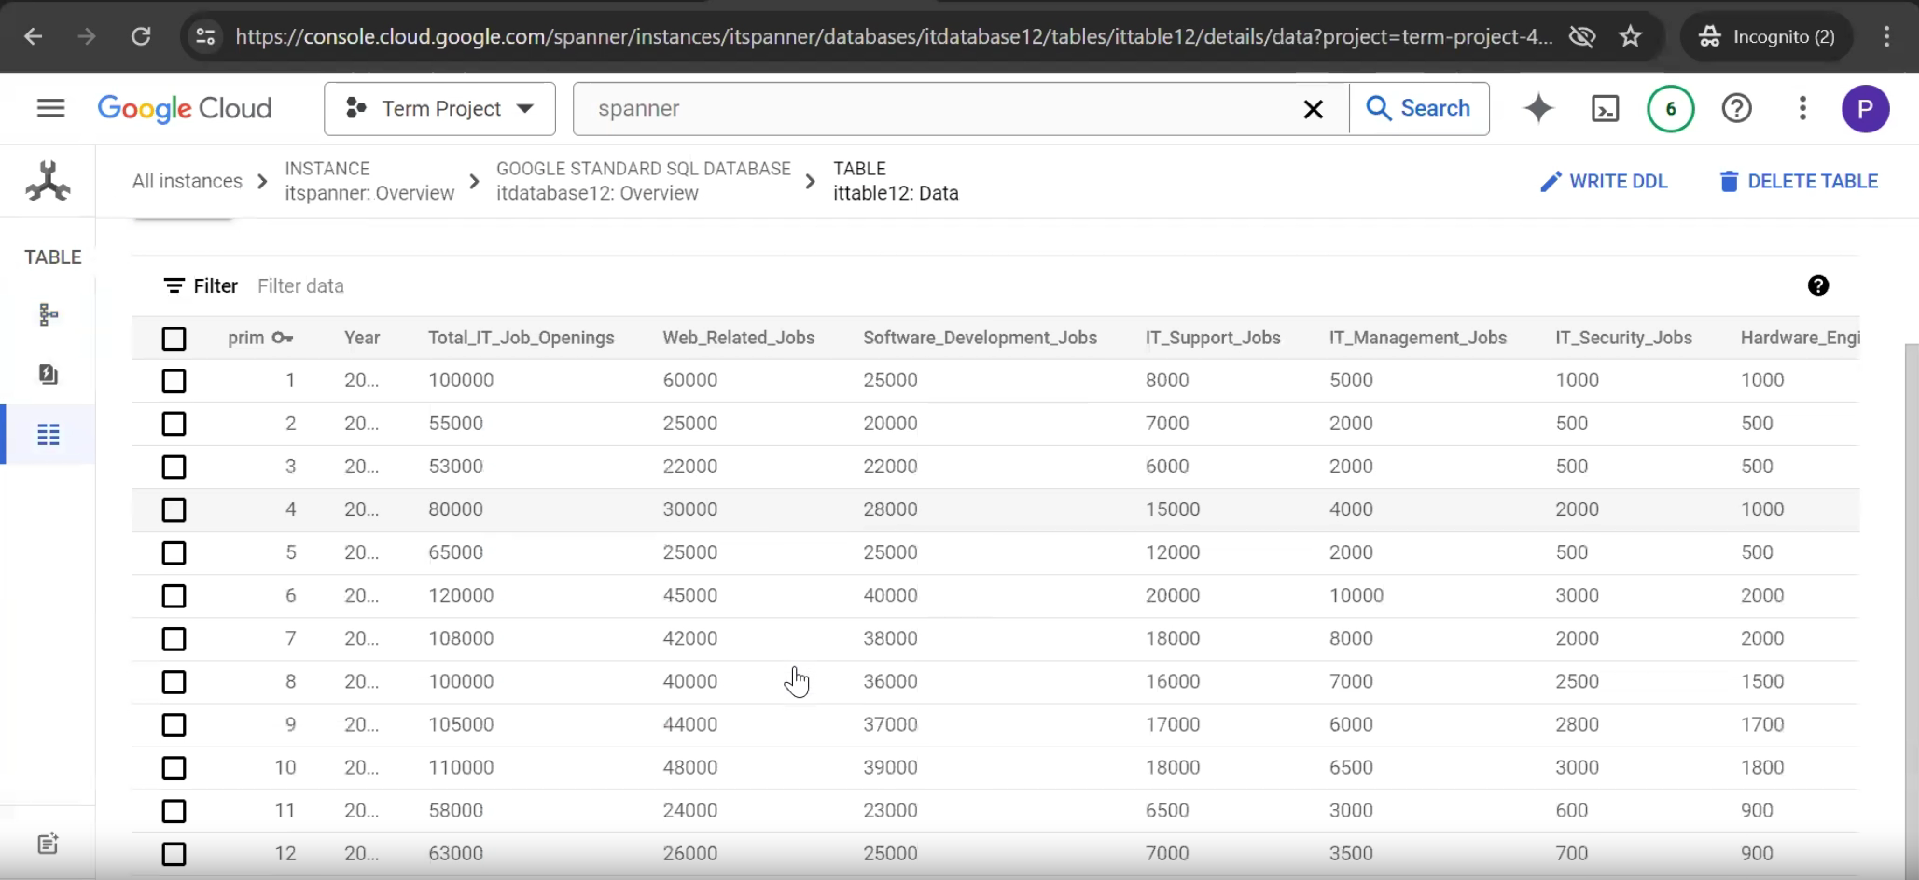 https://console.cloud.google.com/spanner/instances/itspanner/databases/itdatabase12/tables/ittable12/details/data?project=term-project-4... Incognito (2)
Google Cloud Term Project spanner Search 6 P
All instances INSTANCE GOOGLE STANDARD SQL DATABASE TABLE WRITE DDL DELETE TABLE
itspanner: Overview itdatabase12: Overview ittable12: Data
TABLE
Filter Filter data
prim Year Total_IT_Job_Openings Web_Related_Jobs Software_Development_Jobs IT_Support_Jobs IT_Management_Jobs IT_Security_Jobs Hardware_Engi
1 20... 100000 60000 25000 8000 5000 1000 1000
2 20... 55000 25000 20000 7000 2000 500 500
3 20... 53000 22000 22000 6000 2000 500 500
4 20... 80000 30000 28000 15000 4000 2000 1000
5 20... 65000 25000 25000 12000 2000 500 500
6 20... 120000 45000 40000 20000 10000 3000 2000
7 20... 108000 42000 38000 18000 8000 2000 2000
8 20... 100000 40000 36000 16000 7000 2500 1500
9 20... 105000 44000 37000 17000 6000 2800 1700
10 20... 110000 48000 39000 18000 6500 3000 1800
11 20... 58000 24000 23000 6500 3000 600 900
12 20... 63000 26000 25000 7000 3500 700 900